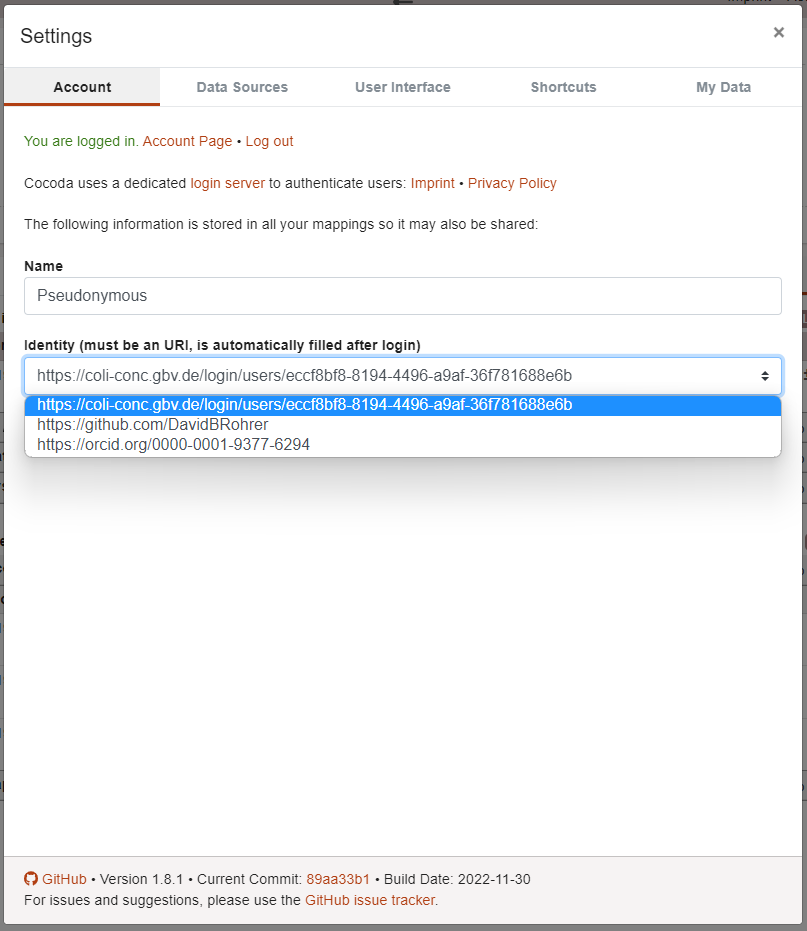 Settings
×
Account Data Sources User Interface Shortcuts My Data
You are logged in. Account Page • Log out
Cocoda uses a dedicated login server to authenticate users: Imprint • Privacy Policy
The following information is stored in all your mappings so it may also be shared:
Name
Pseudonymous
Identity (must be an URI, is automatically filled after login)
https://coli-conc.gbv.de/login/users/eccf8bf8-8194-4496-a9af-36f781688e6b
https://coli-conc.gbv.de/login/users/eccf8bf8-8194-4496-a9af-36f781688e6b
https://github.com/DavidBRohrer
https://orcid.org/0000-0001-9377-6294
GitHub • Version 1.8.1 • Current Commit: 89aa33b1 • Build Date: 2022-11-30
For issues and suggestions, please use the GitHub issue tracker.